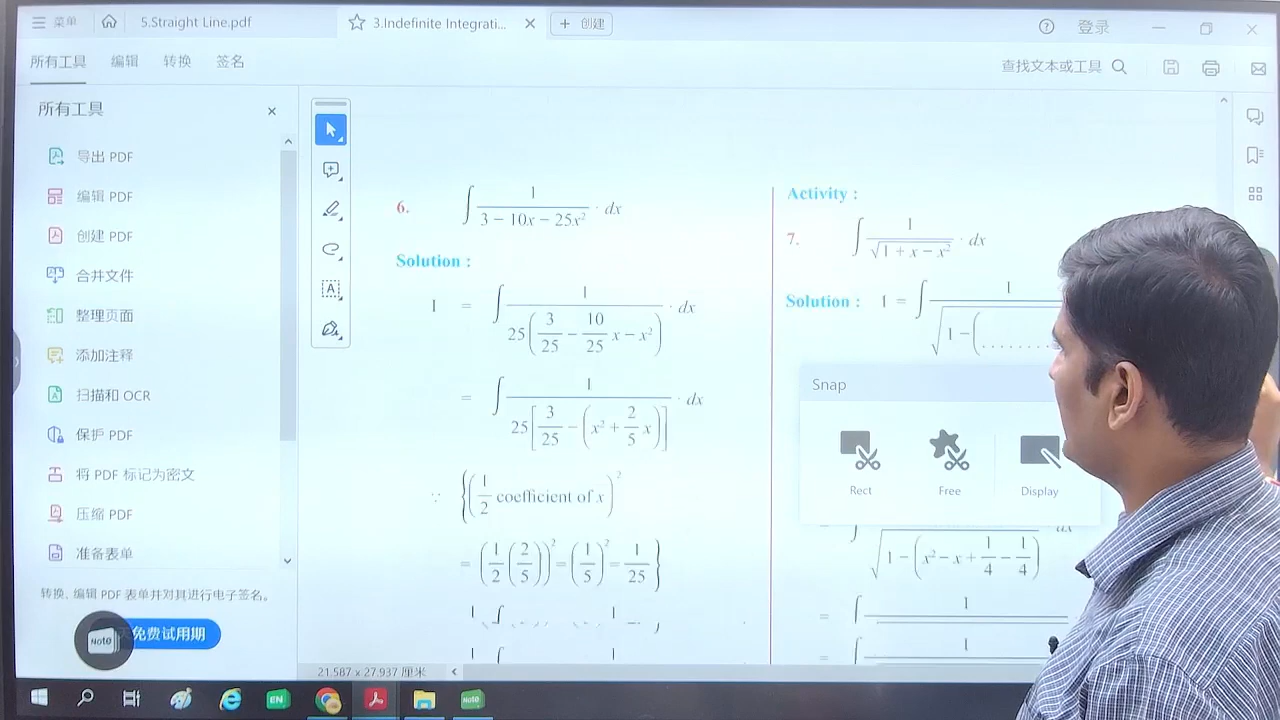 菜单 5.Straight Line.pdf 3.Indefinite Integrati... + 创建 登录
所有工具 编辑 转换 签名 查找文本或工具
所有工具
导出 PDF
编辑 PDF
创建 PDF
合并文件
整理页面
添加注释
扫描和 OCR
保护 PDF
将 PDF 标记为密文
压缩 PDF
准备表单
转换、编辑 PDF 表单并对其进行电子签名。
免费试用期
Note
6. ∫ 1/(3 − 10x − 25x²) · dx
Solution :
I = ∫ 1/(25(3/25 − 10/25 x − x²)) · dx
= ∫ 1/(25[3/25 − (x² + 2/5 x)]) · dx
∵ {(1/2 coefficient of x)²
= (1/2 (2/5))² = (1/5)² = 1/25}
21.587 x 27.937 厘米
Activity :
7. ∫ 1/√(1 + x − x²) · dx
Solution : I = ∫ 1/√(1 − (........
Snap
Rect Free Display
= ∫ dx
√(1 − (x² − x + 1/4 − 1/4))
= ∫ 1
= ∫ 1
EN Note